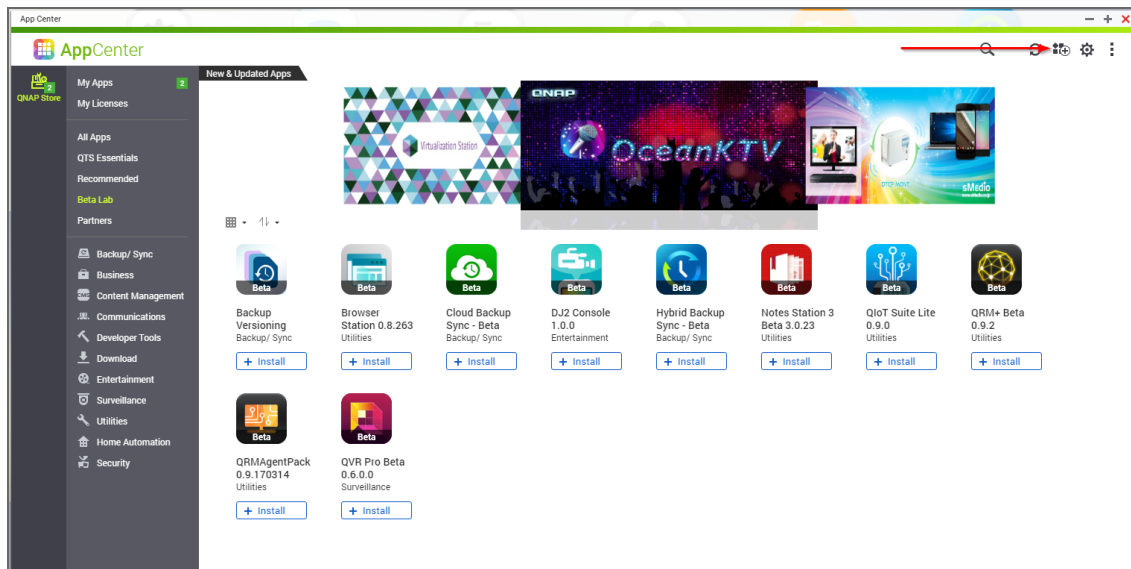 App Center
AppCenter
2
QNAP Store
My Apps 2
My Licenses
All Apps
QTS Essentials
Recommended
Beta Lab
Partners
Backup/ Sync
Business
CMS
Content Management
Communications
Developer Tools
Download
Entertainment
Surveillance
Utilities
Home Automation
Security
New & Updated Apps
Virtualization Station
QNAP
OceanKTV
DTCP MOVE
sMedio
Beta
Backup
Versioning
Backup/ Sync
+ Install
Beta
Browser
Station 0.8.263
Utilities
+ Install
Beta
Cloud Backup
Sync - Beta
Backup/ Sync
+ Install
Beta
DJ2 Console
1.0.0
Entertainment
+ Install
Beta
Hybrid Backup
Sync - Beta
Backup/ Sync
+ Install
Beta
Notes Station 3
Beta 3.0.23
Utilities
+ Install
Beta
QIoT Suite Lite
0.9.0
Utilities
+ Install
Beta
QRM+ Beta
0.9.2
Utilities
+ Install
Beta
QRMAgentPack
0.9.170314
Utilities
+ Install
Beta
QVR Pro Beta
0.6.0.0
Surveillance
+ Install